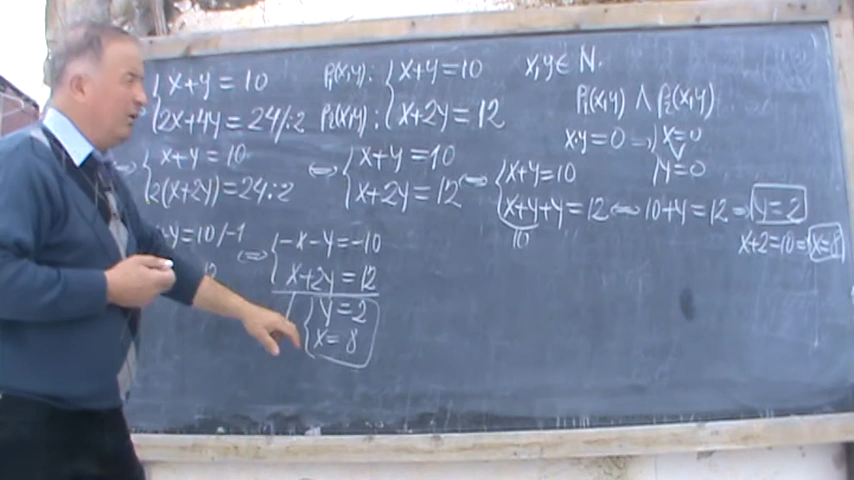 { x+y=10
2x+4y=24/:2
P₁(x,y): { x+y=10
P₂(x,y): x+2y=12
x,y∈N.
P₁(x,y) ∧ P₂(x,y)
x·y=0 → x=0
∨
y=0
{ x+y=10
2(x+2y)=24:2
⇔ { x+y=10
x+2y=12
⇔ { x+y=10
x+y+y=12 ⇔ 10+y=12 ⇒ y=2
10
x+2=10 ⇒ x=8
-y=10/-1
12
⇔ { -x-y=-10
x+2y=12
{ y=2
x=8